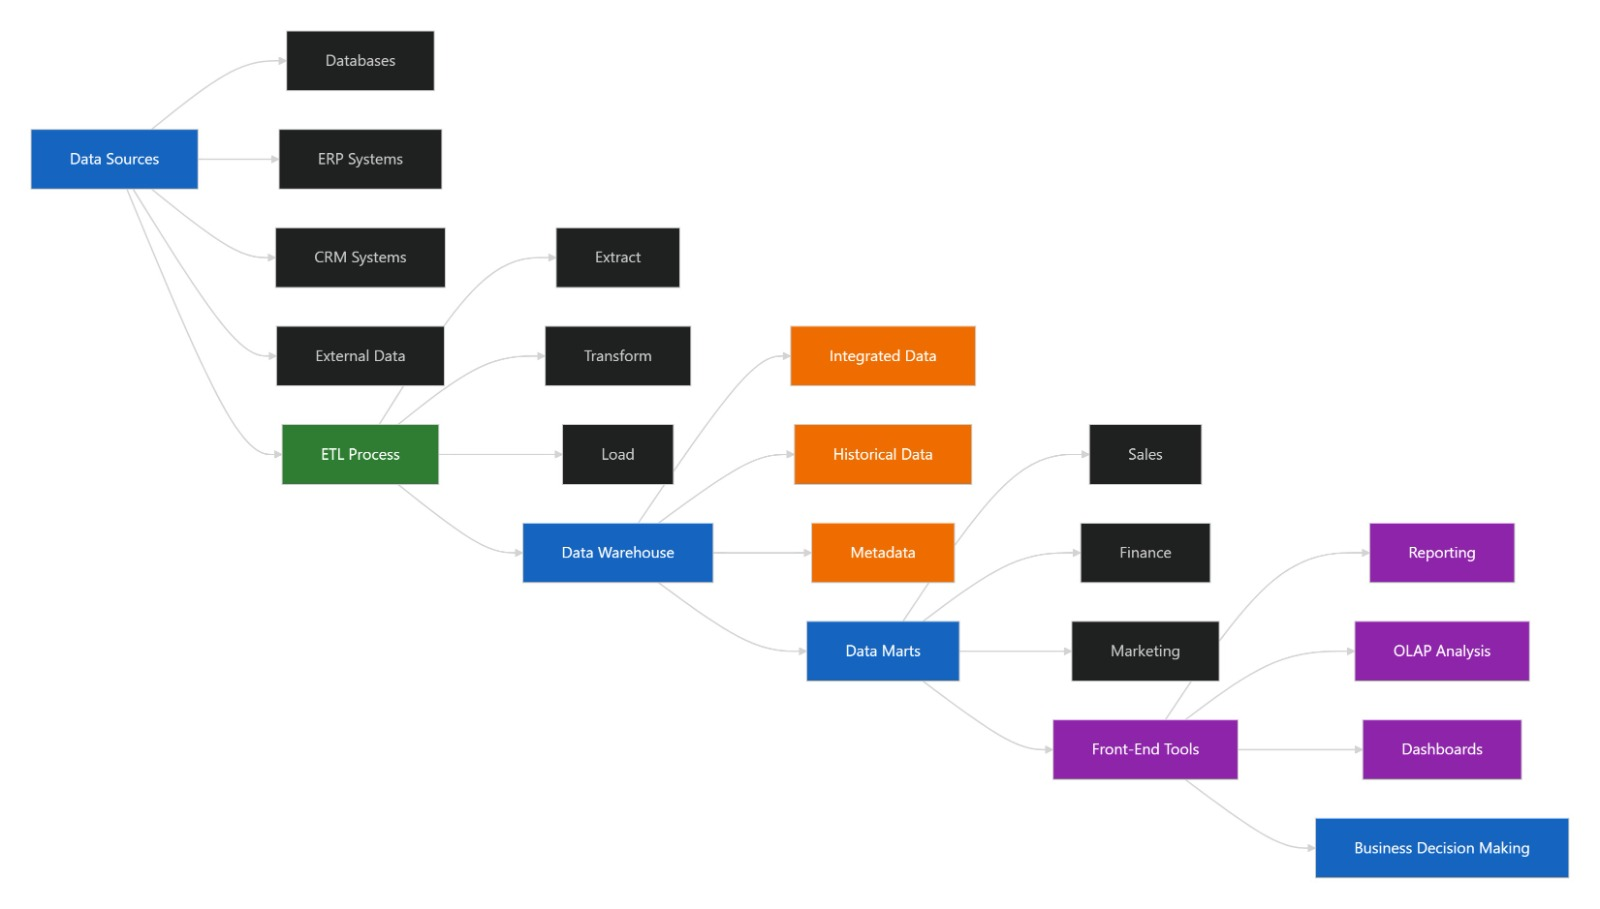 Databases
Data Sources
ERP Systems
CRM Systems
Extract
External Data
Transform
Integrated Data
ETL Process
Load
Historical Data
Sales
Data Warehouse
Metadata
Finance
Reporting
Data Marts
Marketing
OLAP Analysis
Front-End Tools
Dashboards
Business Decision Making